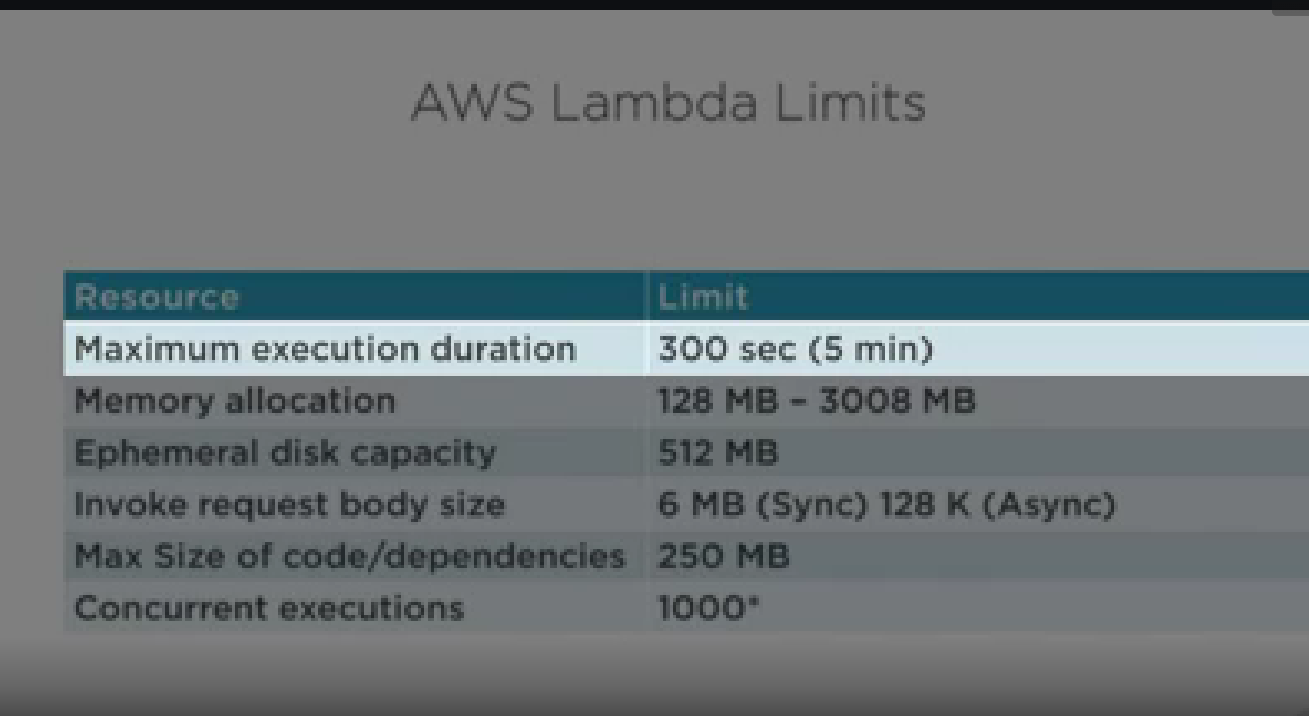 AWS Lambda Limits
Resource Limit
Maximum execution duration 300 sec (5 min)
Memory allocation 128 MB – 3008 MB
Ephemeral disk capacity 512 MB
Invoke request body size 6 MB (Sync) 128 K (Async)
Max Size of code/dependencies 250 MB
Concurrent executions 1000*